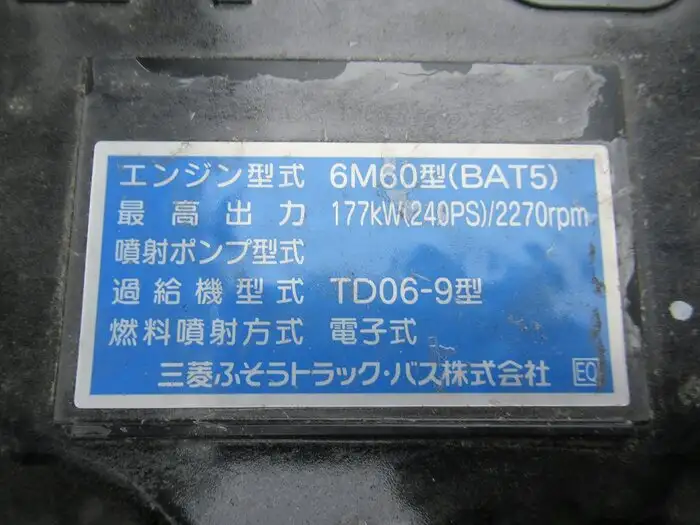 エンジン型式 6M60型(BAT5)
最高出力 177kW(240PS)/2270rpm
噴射ポンプ型式
過給機型式 TD06-9型
燃料噴射方式 電子式
三菱ふそうトラック・バス株式会社 EQ